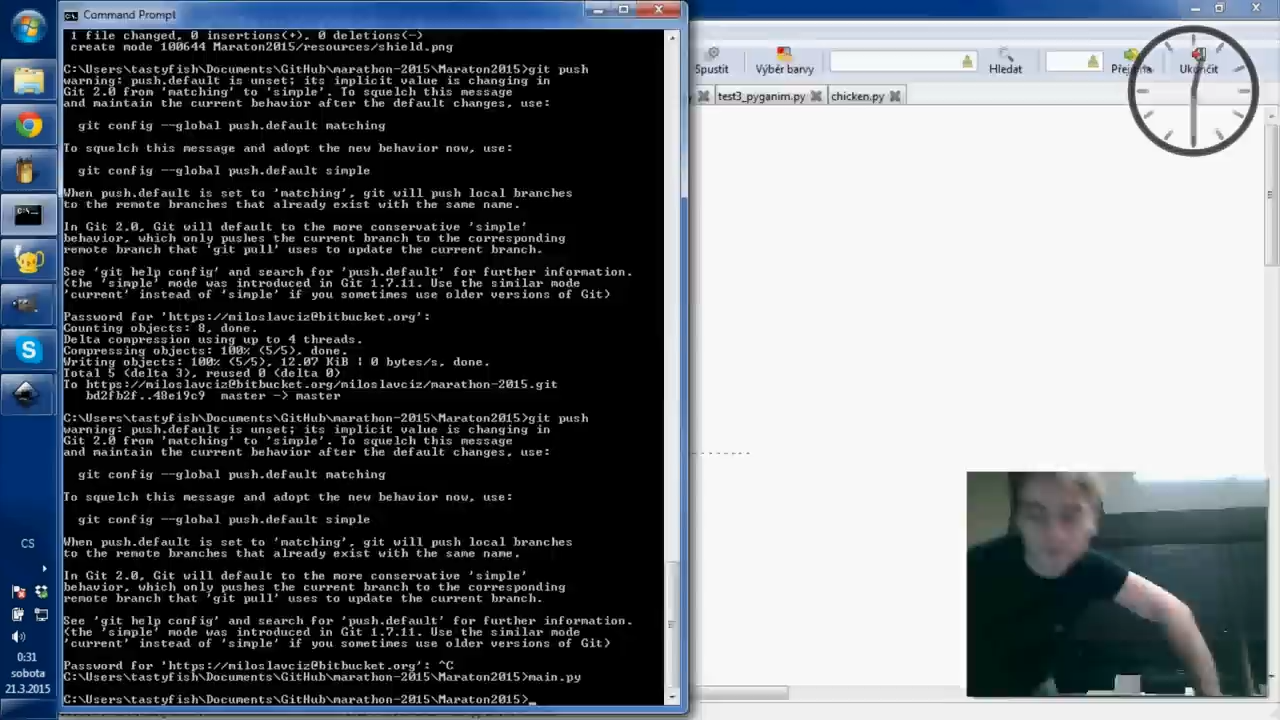 Command Prompt
1 file changed, 0 insertions(+), 0 deletions(-)
create mode 100644 Maraton2015/resources/shield.png
C:\Users\tastyfish\Documents\GitHub\marathon-2015\Maraton2015>git push
warning: push.default is unset; its implicit value is changing in
Git 2.0 from 'matching' to 'simple'. To squelch this message
and maintain the current behavior after the default changes, use:
git config --global push.default matching
To squelch this message and adopt the new behavior now, use:
git config --global push.default simple
When push.default is set to 'matching', git will push local branches
to the remote branches that already exist with the same name.
In Git 2.0, Git will default to the more conservative 'simple'
behavior, which only pushes the current branch to the corresponding
remote branch that 'git pull' uses to update the current branch.
See 'git help config' and search for 'push.default' for further information.
(the 'simple' mode was introduced in Git 1.7.11. Use the similar mode
'current' instead of 'simple' if you sometimes use older versions of Git)
Password for 'https://miloslavciz@bitbucket.org':
Counting objects: 8, done.
Delta compression using up to 4 threads.
Compressing objects: 100% (5/5), done.
Writing objects: 100% (5/5), 12.07 KiB | 0 bytes/s, done.
Total 5 (delta 3), reused 0 (delta 0)
To https://miloslavciz@bitbucket.org/miloslavciz/marathon-2015.git
bd2fb2f..48e19c9 master -> master
C:\Users\tastyfish\Documents\GitHub\marathon-2015\Maraton2015>git push
warning: push.default is unset; its implicit value is changing in
Git 2.0 from 'matching' to 'simple'. To squelch this message
and maintain the current behavior after the default changes, use:
git config --global push.default matching
To squelch this message and adopt the new behavior now, use:
git config --global push.default simple
When push.default is set to 'matching', git will push local branches
to the remote branches that already exist with the same name.
In Git 2.0, Git will default to the more conservative 'simple'
behavior, which only pushes the current branch to the corresponding
remote branch that 'git pull' uses to update the current branch.
See 'git help config' and search for 'push.default' for further information.
(the 'simple' mode was introduced in Git 1.7.11. Use the similar mode
'current' instead of 'simple' if you sometimes use older versions of Git)
Password for 'https://miloslavciz@bitbucket.org': ^C
C:\Users\tastyfish\Documents\GitHub\marathon-2015\Maraton2015>main.py
C:\Users\tastyfish\Documents\GitHub\marathon-2015\Maraton2015>_
Spustit Výběr barvy Hledat Ukončit
test3_pyganim.py chicken.py
CS
0:31
sobota
21.3.2015